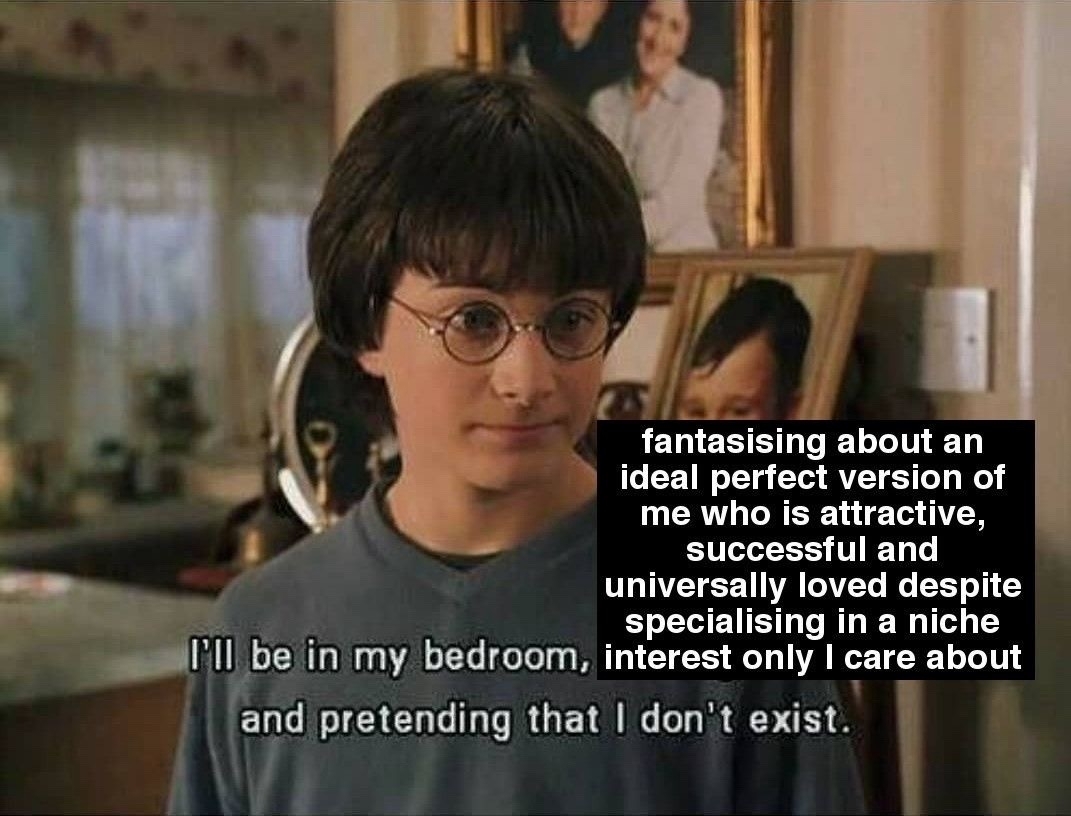 fantasising about an
ideal perfect version of
me who is attractive,
successful and
universally loved despite
specialising in a niche
I'll be in my bedroom, interest only I care about
and pretending that I don't exist.